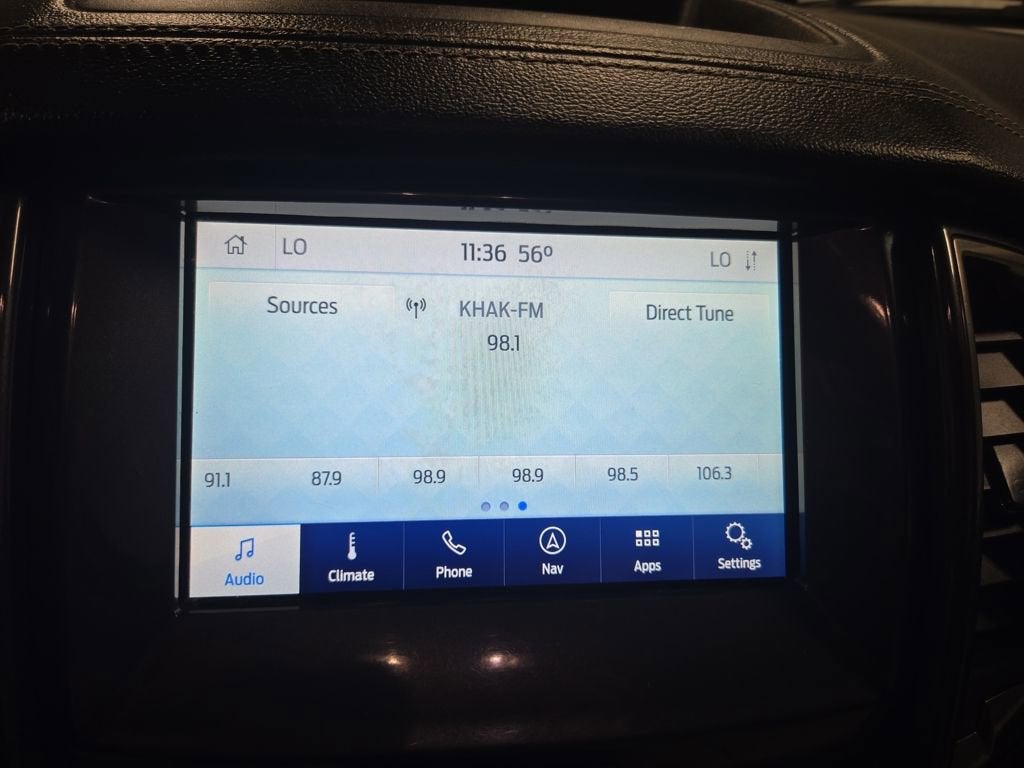 LO 11:36 56° LO
Sources KHAK-FM Direct Tune
98.1
91.1 87.9 98.9 98.9 98.5 106.3
Audio Climate Phone Nav Apps Settings